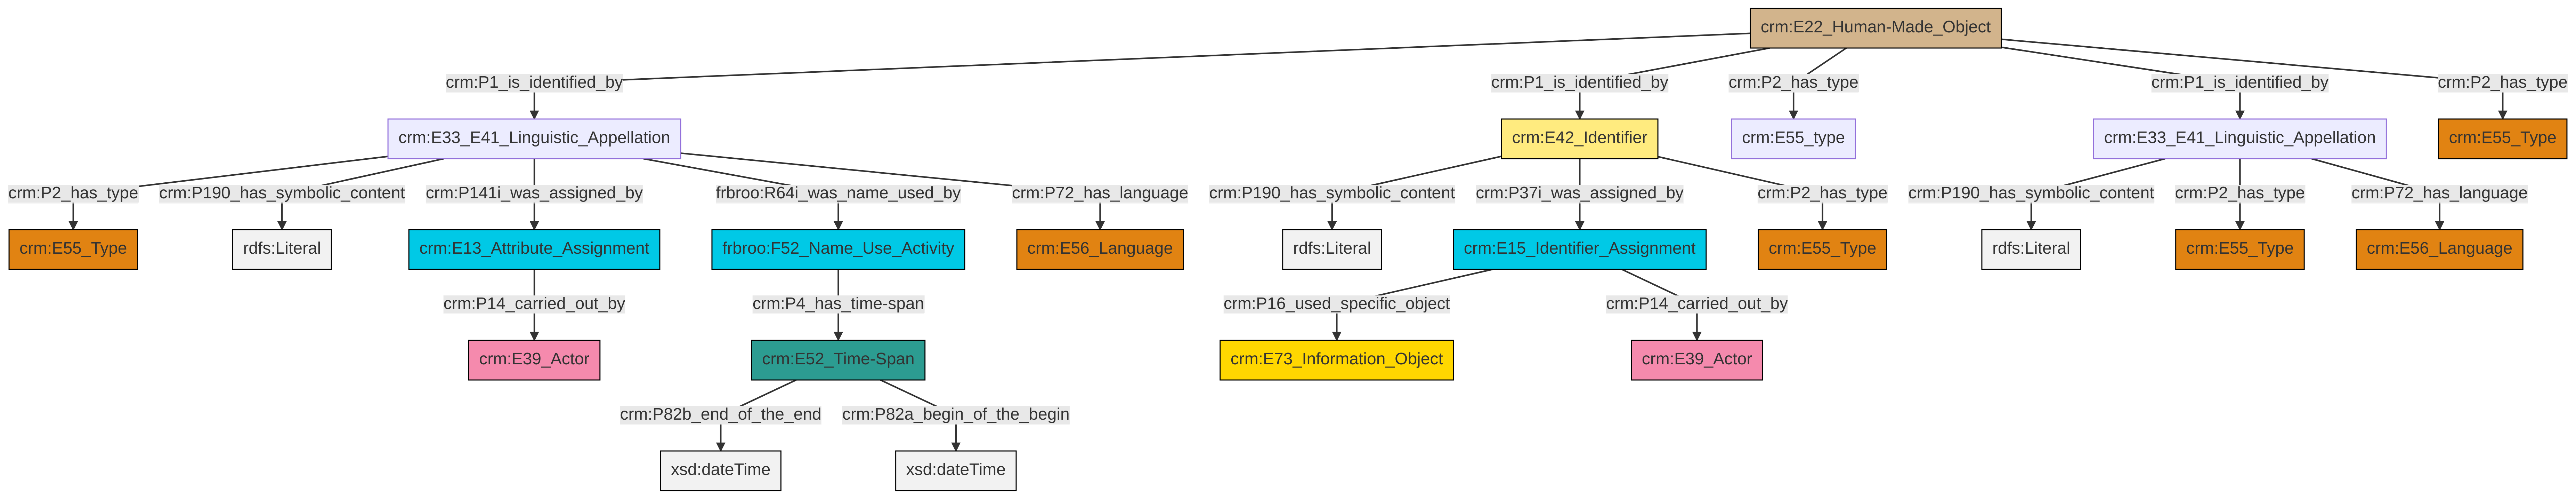 crm:E22_Human-Made_Object
crm:P1_is_identified_by
crm:P1_is_identified_by
crm:P2_has_type
crm:P1_is_identified_by
crm:P2_has_type
crm:E33_E41_Linguistic_Appellation
crm:E42_Identifier
crm:E55_type
crm:E33_E41_Linguistic_Appellation
crm:E55_Type
crm:P2_has_type
crm:P190_has_symbolic_content
crm:P141i_was_assigned_by
frbroo:R64i_was_name_used_by
crm:P72_has_language
crm:P190_has_symbolic_content
crm:P37i_was_assigned_by
crm:P2_has_type
crm:P190_has_symbolic_content
crm:P2_has_type
crm:P72_has_language
crm:E55_Type
rdfs:Literal
crm:E13_Attribute_Assignment
frbroo:F52_Name_Use_Activity
crm:E56_Language
rdfs:Literal
crm:E15_Identifier_Assignment
crm:E55_Type
rdfs:Literal
crm:E55_Type
crm:E56_Language
crm:P14_carried_out_by
crm:P4_has_time-span
crm:P16_used_specific_object
crm:P14_carried_out_by
crm:E39_Actor
crm:E52_Time-Span
crm:E73_Information_Object
crm:E39_Actor
crm:P82b_end_of_the_end
crm:P82a_begin_of_the_begin
xsd:dateTime
xsd:dateTime